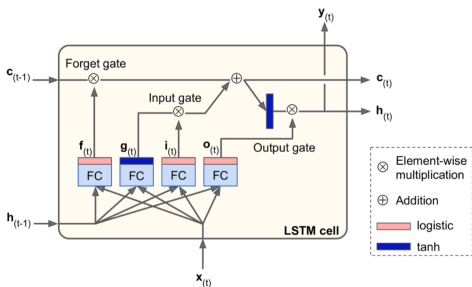 y(t)
Forget gate
c(t-1)
c(t)
Input gate
h(t)
f(t)
g(t)
i(t)
o(t)
Output gate
FC
FC
FC
FC
Element-wise
multiplication
Addition
logistic
tanh
h(t-1)
LSTM cell
x(t)